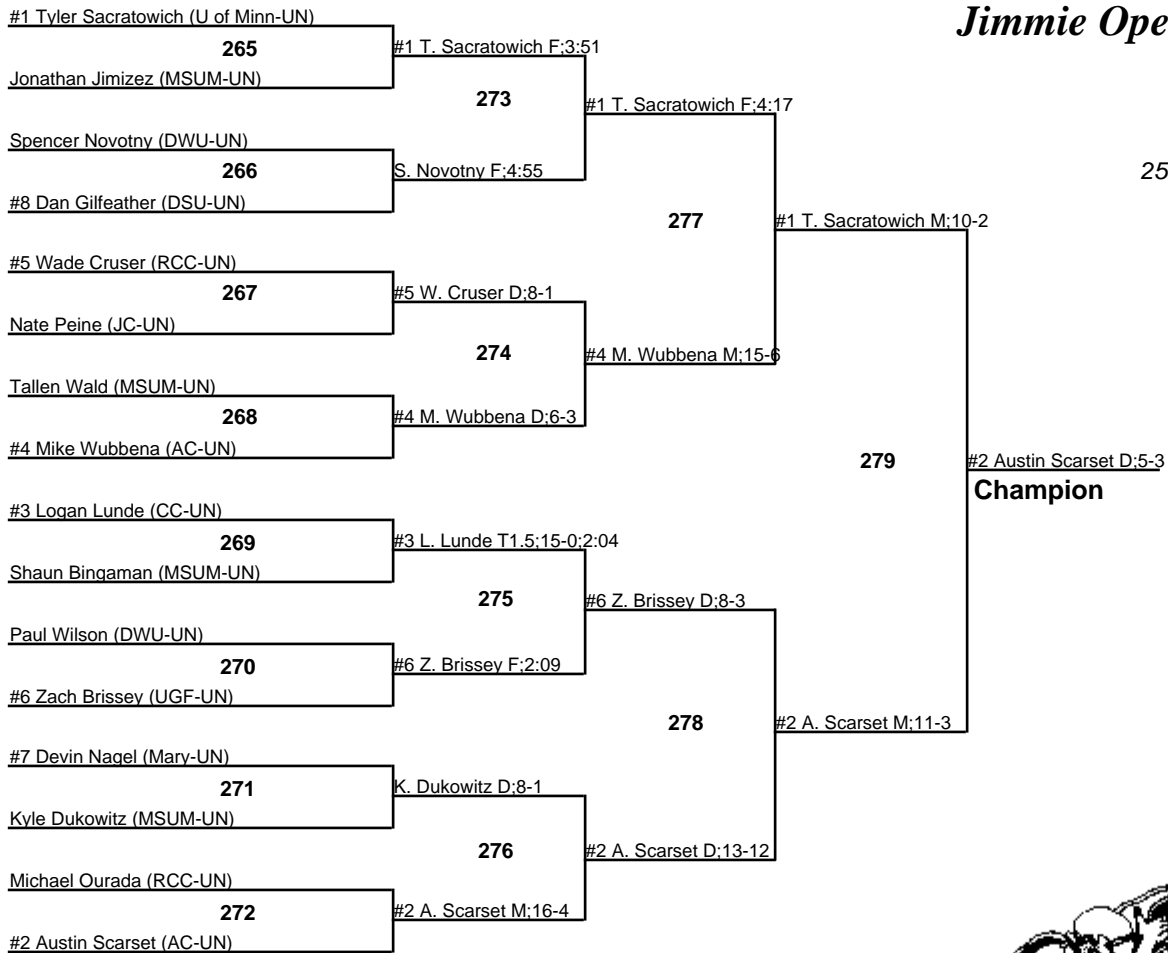 #1 Tyler Sacratowich (U of Minn-UN)
Jimmie Ope
265
#1 T. Sacratowich F;3:51
Jonathan Jimizez (MSUM-UN)
273
#1 T. Sacratowich F;4:17
Spencer Novotny (DWU-UN)
266
S. Novotny F;4:55
25
#8 Dan Gilfeather (DSU-UN)
277
#1 T. Sacratowich M;10-2
#5 Wade Cruser (RCC-UN)
267
#5 W. Cruser D;8-1
Nate Peine (JC-UN)
274
#4 M. Wubbena M;15-6
Tallen Wald (MSUM-UN)
268
#4 M. Wubbena D;6-3
#4 Mike Wubbena (AC-UN)
279
#2 Austin Scarset D;5-3
Champion
#3 Logan Lunde (CC-UN)
269
#3 L. Lunde T1.5;15-0;2:04
Shaun Bingaman (MSUM-UN)
275
#6 Z. Brissey D;8-3
Paul Wilson (DWU-UN)
270
#6 Z. Brissey F;2:09
#6 Zach Brissey (UGF-UN)
278
#2 A. Scarset M;11-3
#7 Devin Nagel (Mary-UN)
271
K. Dukowitz D;8-1
Kyle Dukowitz (MSUM-UN)
276
#2 A. Scarset D;13-12
Michael Ourada (RCC-UN)
272
#2 A. Scarset M;16-4
#2 Austin Scarset (AC-UN)